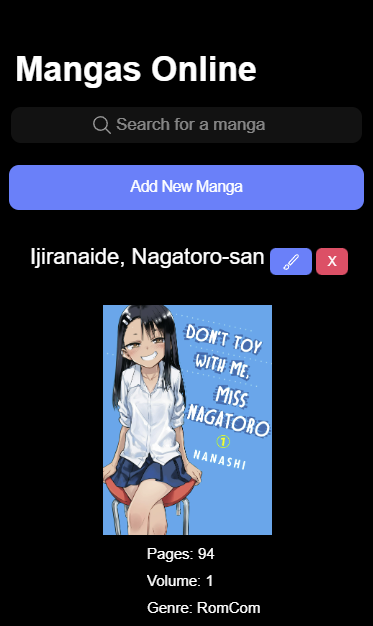 Mangas Online
Search for a manga
Add New Manga
Ijiranaide, Nagatoro-san
X
DON'T TOY
WITH ME,
MISS
NAGATORO
1
NANASHI
Pages: 94
Volume: 1
Genre: RomCom